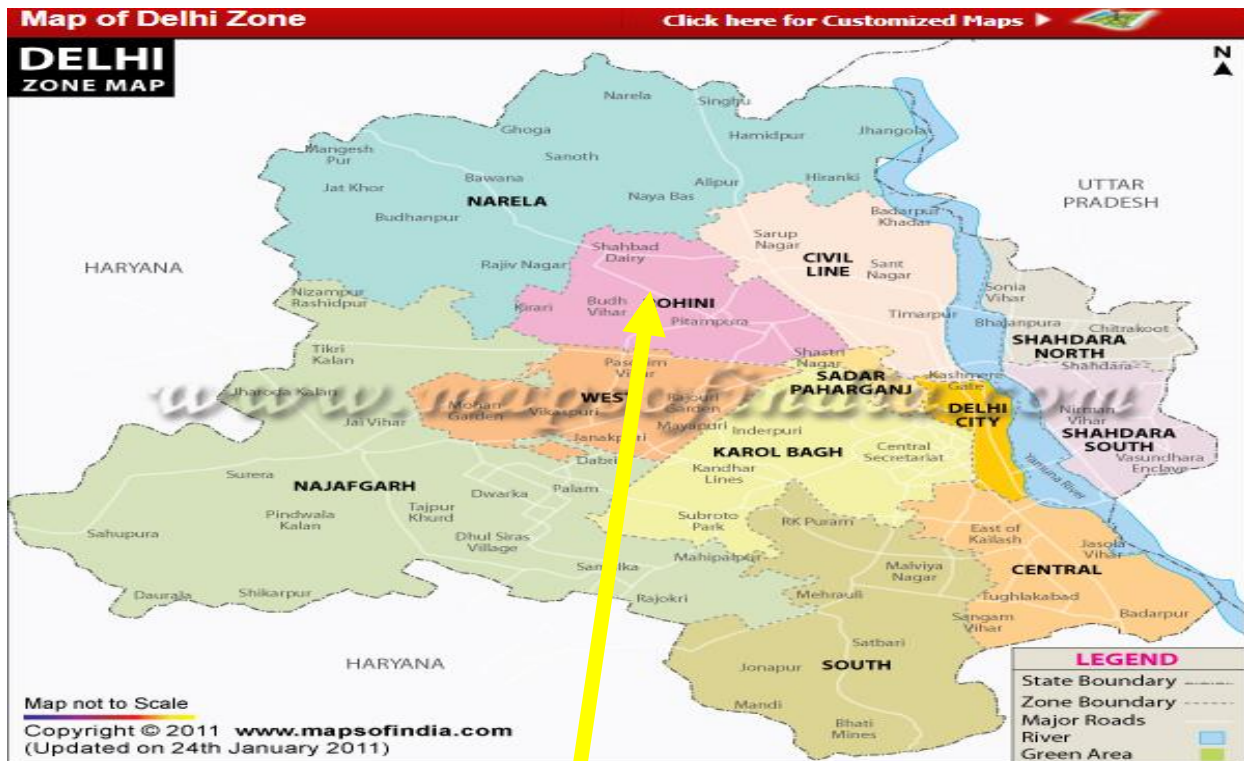 Map of Delhi Zone
Click here for Customized Maps
DELHI
ZONE MAP
N
Narela
Singhu
Ghoga
Hamidpur
Jhangola
Mangesh
Pur
Sanoth
Bawana
Alipur
Hiranki
Jat Khor
Naya Bas
NARELA
Budhanpur
Badarpur
Khadar
UTTAR
PRADESH
Sarup
Nagar
Shahbad
Dairy
CIVIL
LINE
HARYANA
Rajiv Nagar
Sant
Nagar
Nizampur
Rashidpur
Sonia
Vihar
Kirari
Budh
Vihar
OHINI
Pitampura
Timarpur
Bhajanpura
Chitrakoot
SHAHDARA
NORTH
Tikri
Kalan
Paschim
Vihar
Shastri
Nagar
Shahdara
SADAR
PAHARGANJ
Kashmere
Gate
www.mapsofindia.com
Jharoda Kalan
WEST
Rajouri
Garden
Mohan
Garden
Vikaspuri
DELHI
CITY
Nirman
Vihar
Jai Vihar
Mayapuri
Inderpuri
Janakpuri
SHAHDARA
SOUTH
KAROL BAGH
Central
Secretariat
Dabri
Vasundhara
Enclave
Surera
Kandhar
Lines
Yamuna River
NAJAFGARH
Dwarka
Palam
Pindwala
Kalan
Tajpur
Khurd
Subroto
Park
RK Puram
Sahupura
East of
Kailash
Dhul Siras
Village
Jasola
Vihar
Mahipalpur
Malviya
Nagar
CENTRAL
Daurala
Shikarpur
Rajokri
Mehrauli
Tughlakabad
Badarpur
Sangam
Vihar
Satbari
HARYANA
Jonapur
SOUTH
Mandi
Bhati
Mines
LEGEND
State Boundary
Zone Boundary
Major Roads
River
Green Area
Map not to Scale
Copyright © 2011 www.mapsofindia.com
(Updated on 24th January 2011)